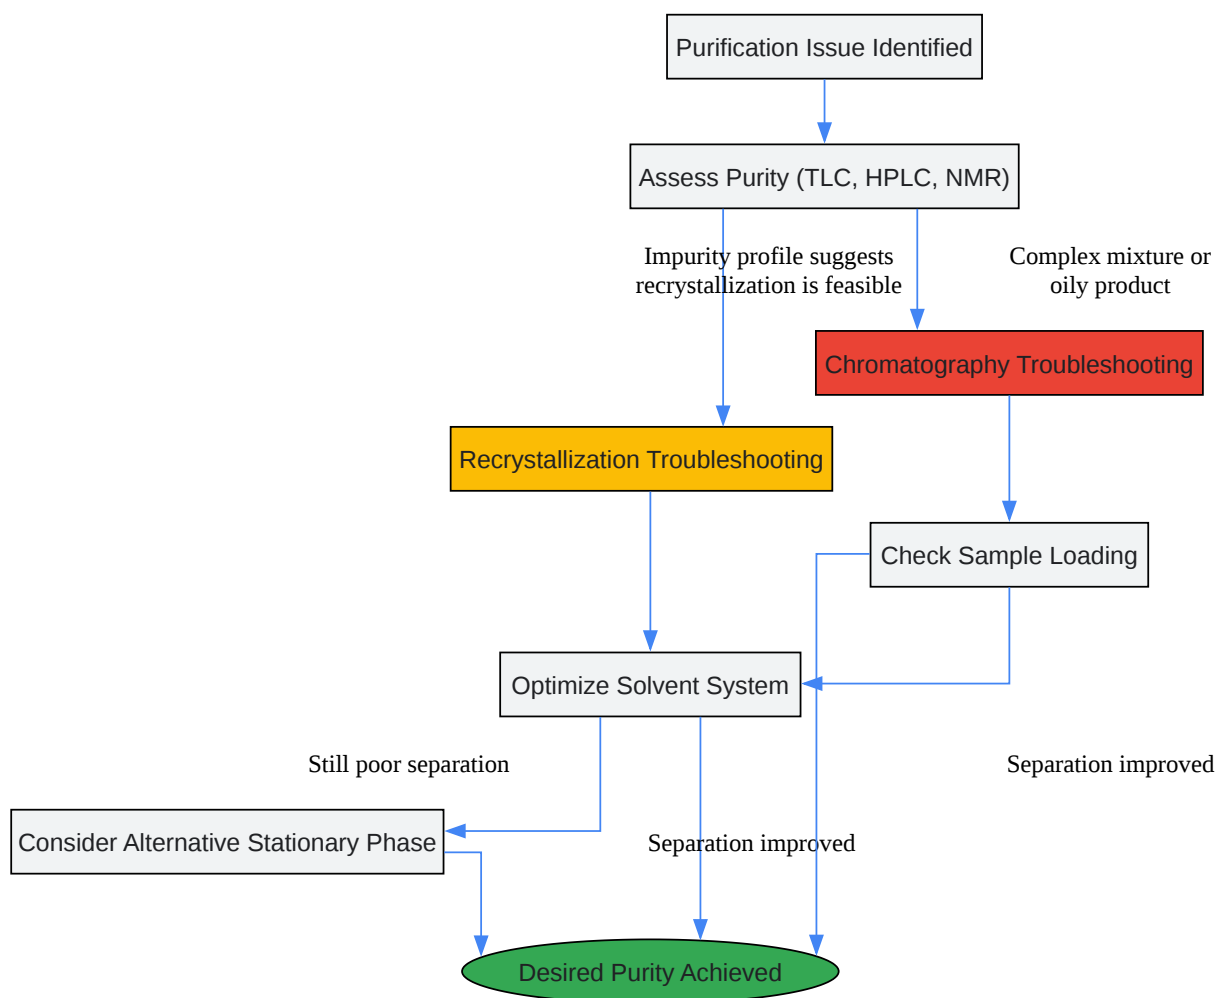 Purification Issue Identified
Assess Purity (TLC, HPLC, NMR)
Impurity profile suggests
recrystallization is feasible
Complex mixture or
oily product
Chromatography Troubleshooting
Recrystallization Troubleshooting
Check Sample Loading
Optimize Solvent System
Still poor separation
Separation improved
Consider Alternative Stationary Phase
Separation improved
Desired Purity Achieved